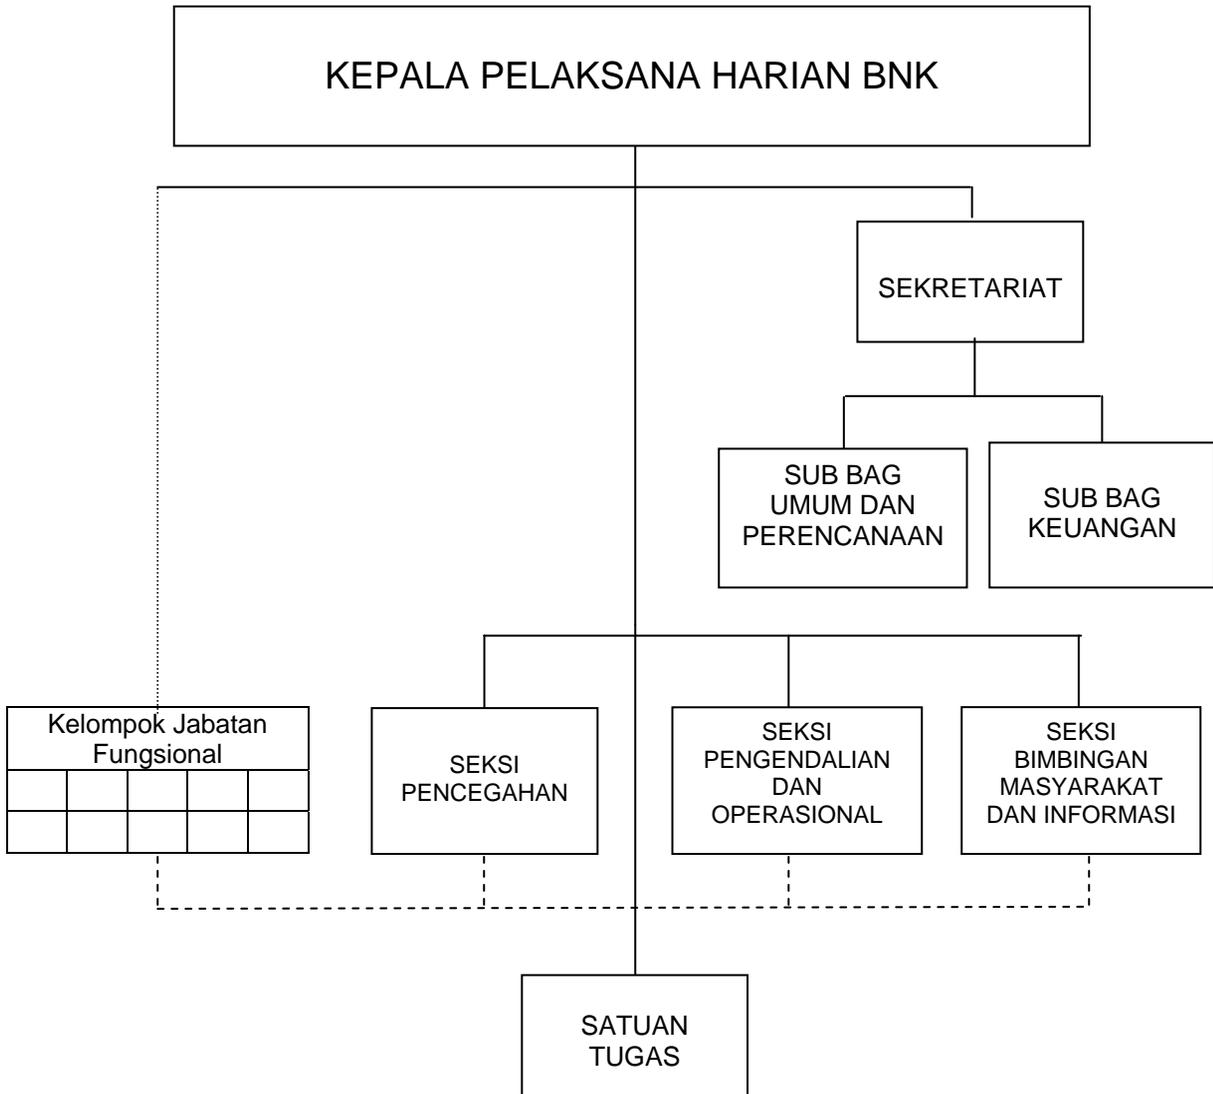 KEPALA PELAKSANA HARIAN BNK
SEKRETARIAT
SUB BAG
UMUM DAN
PERENCANAAN
SUB BAG
KEUANGAN
Kelompok Jabatan
Fungsional
SEKSI
PENCEGAHAN
SEKSI
PENGENDALIAN
DAN
OPERASIONAL
SEKSI
BIMBINGAN
MASYARAKAT
DAN INFORMASI
SATUAN
TUGAS